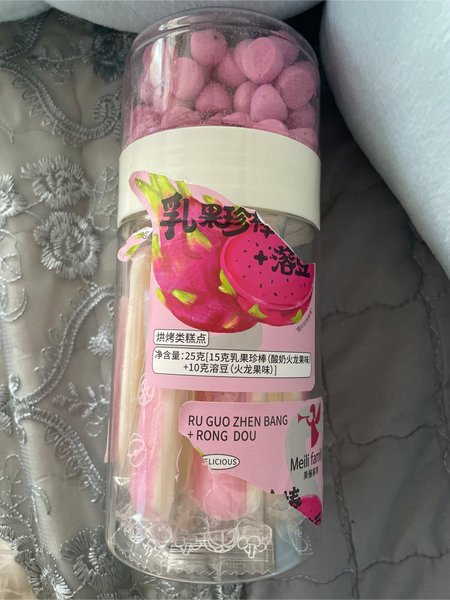 乳果珍棒
+溶豆
烘烤类糕点
净含量：25克[15克乳果珍棒（酸奶火龙果味）
+10克溶豆（火龙果味）]
RU GUO ZHEN BANG
+ RONG DOU
LICIOUS
Meili fam